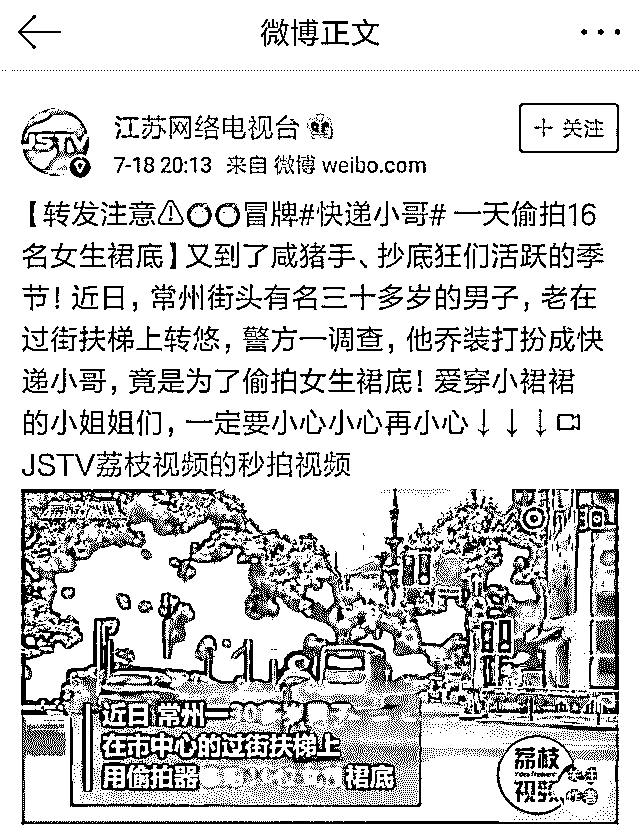 微博正文
江苏网络电视台
JSTV
+ 关注
7-18 20:13 来自 微博 weibo.com
【转发注意⚠⭕⭕冒牌#快递小哥# 一天偷拍16
名女生裙底】又到了咸猪手、抄底狂们活跃的季
节！近日，常州街头有名三十多岁的男子，老在
过街扶梯上转悠，警方一调查，他乔装打扮成快
递小哥，竟是为了偷拍女生裙底！爱穿小裙裙
的小姐姐们，一定要小心小心再小心↓↓↓
JSTV荔枝视频的秒拍视频
近日 常州一
在市中心的过街扶梯上
用偷拍器
裙底
荔枝
视频